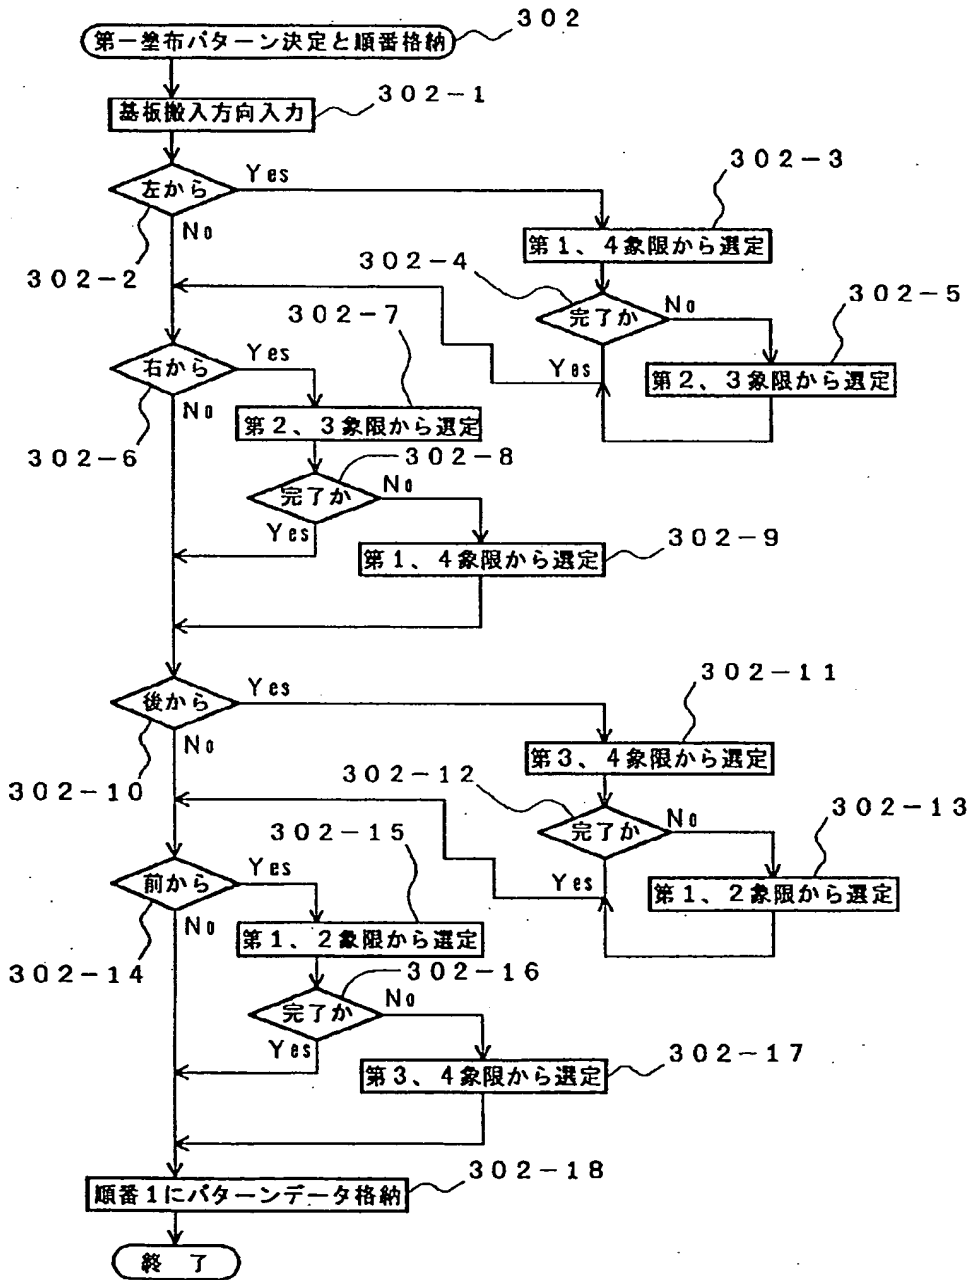 302
第一塗布パターン決定と順番格納
302-1
基板搬入方向入力
302-3
左から
Yes
No
第1、4象限から選定
302-2
302-4
完了か
No
Yes
302-5
第2、3象限から選定
302-7
右から
Yes
No
302-6
第2、3象限から選定
302-8
完了か
No
Yes
302-9
第1、4象限から選定
302-11
後から
Yes
No
第3、4象限から選定
302-10
302-12
完了か
No
Yes
302-13
第1、2象限から選定
302-15
前から
Yes
No
302-14
第1、2象限から選定
302-16
完了か
No
Yes
302-17
第3、4象限から選定
302-18
順番1にパターンデータ格納
終 了